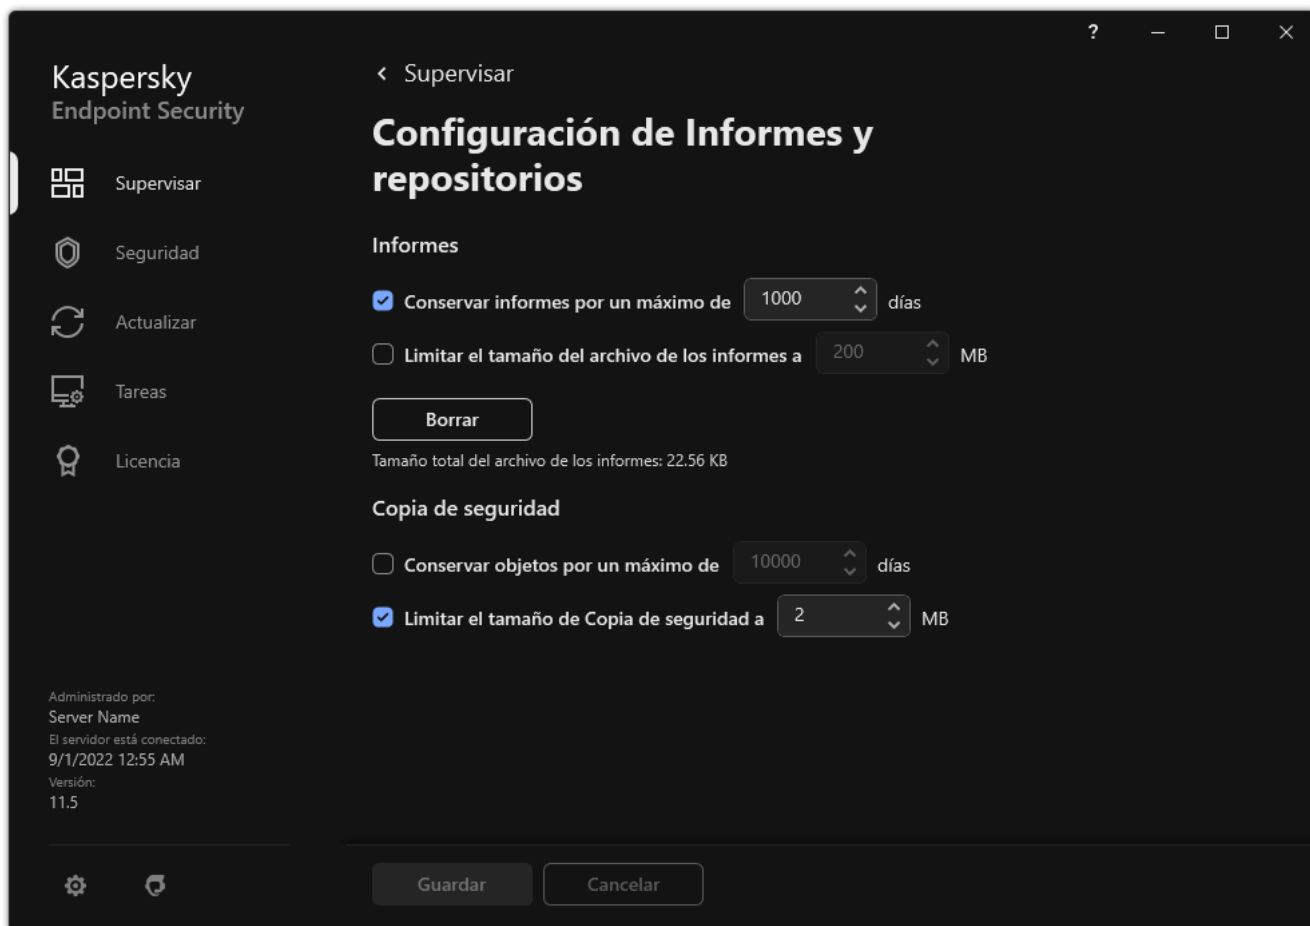 ?
Kaspersky
Endpoint Security
Supervisar
Seguridad
Actualizar
Tareas
Licencia
Administrado por:
Server Name
El servidor está conectado:
9/1/2022 12:55 AM
Versión:
11.5
Supervisar
Configuración de Informes y
repositorios
Informes
Conservar informes por un máximo de 1000 días
Limitar el tamaño del archivo de los informes a 200 MB
Borrar
Tamaño total del archivo de los informes: 22.56 KB
Copia de seguridad
Conservar objetos por un máximo de 10000 días
Limitar el tamaño de Copia de seguridad a 2 MB
Guardar Cancelar